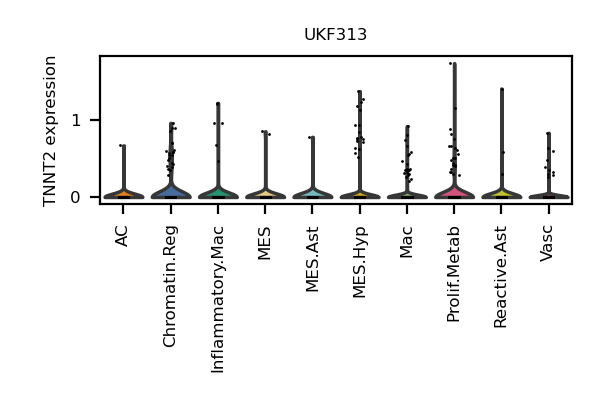 UKF313
TNNT2 expression
1
0
AC
Chromatin.Reg
Inflammatory.Mac
MES
MES.Ast
MES.Hyp
Mac
Prolif.Metab
Reactive.Ast
Vasc